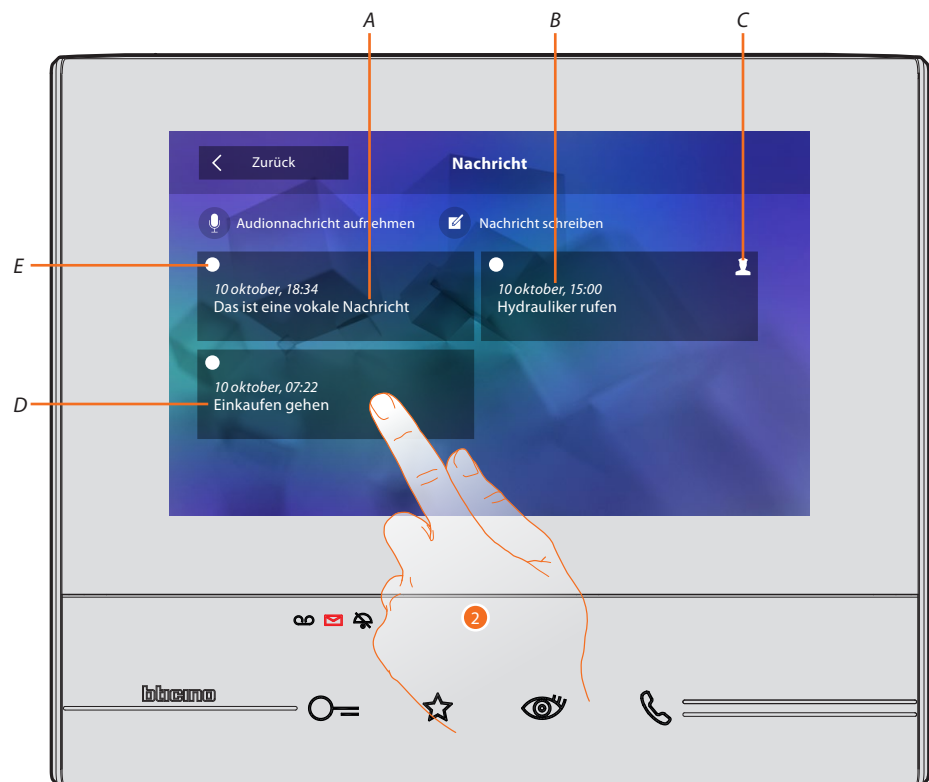 A B C
Zurück Nachricht
Audionnachricht aufnehmen Nachricht schreiben
E
10 oktober, 18:34
Das ist eine vokale Nachricht
10 oktober, 15:00
Hydrauliker rufen
10 oktober, 07:22
D Einkaufen gehen
2
bticino